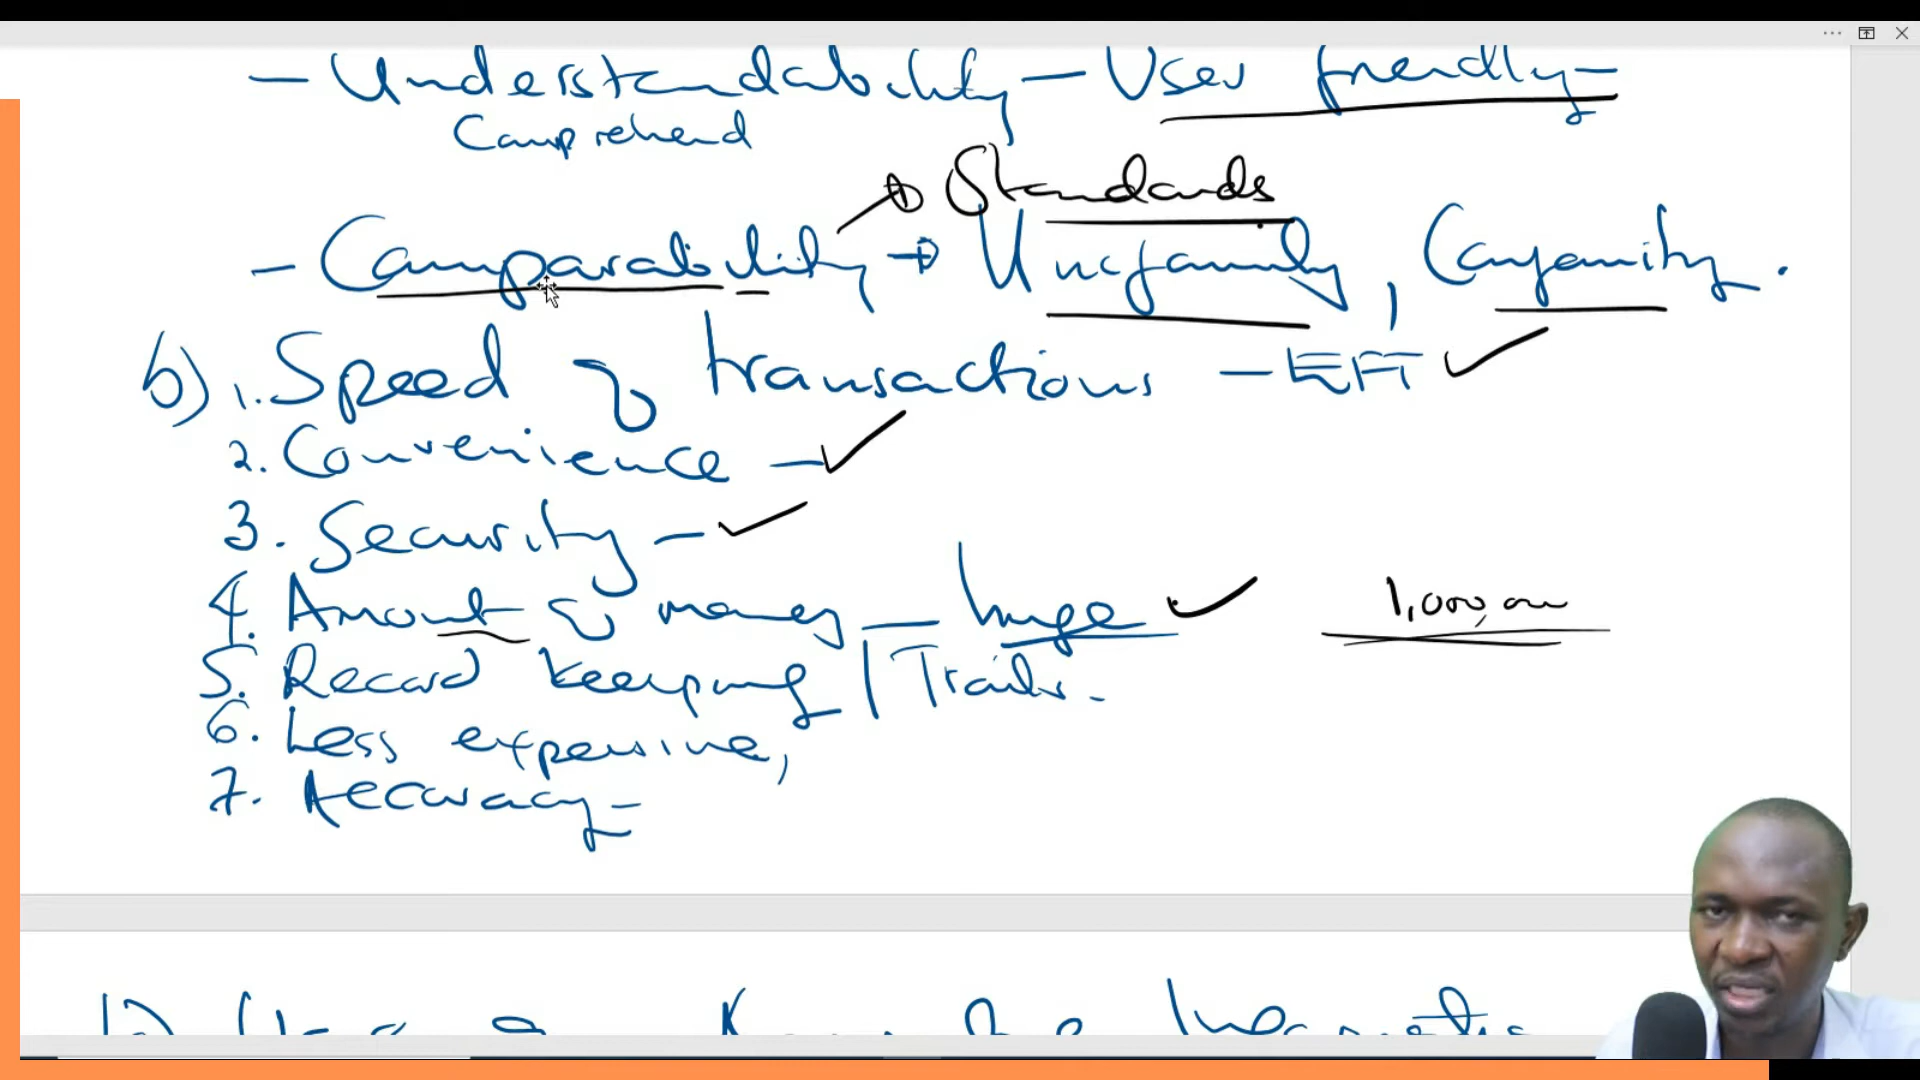 - Understandability - User friendly -
Comprehend
Standards
- Comparability → Uniformity, Conformity.
b) 1. Speed of transactions - EFT
2. Convenience -
3. Security -
4. Amount of money - huge 1,000,000
5. Record keeping / Trails -
6. Less expensive,
7. Accuracy -